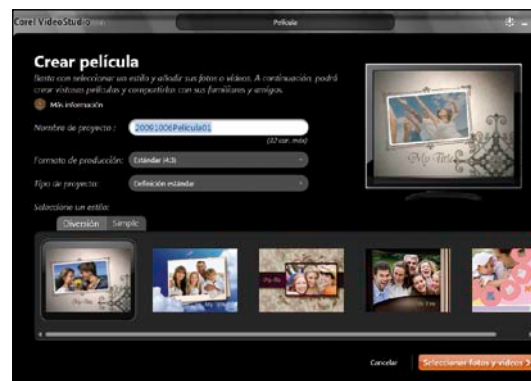 Corel VideoStudio
Película
Crear película
Basta con seleccionar un estilo y añadir sus fotos o vídeos. A continuación, podrá
crear vistosas películas y compartirlas con sus familiares y amigos.
Más información
Nombre de proyecto :
20091006Película01
(32 car. máx)
Formato de producción:
Estándar (4:3)
Tipo de proyecto:
Definición estándar
Seleccione un estilo:
Diversión
Simple
My Title
My Title
Cancelar
Seleccionar fotos y vídeos